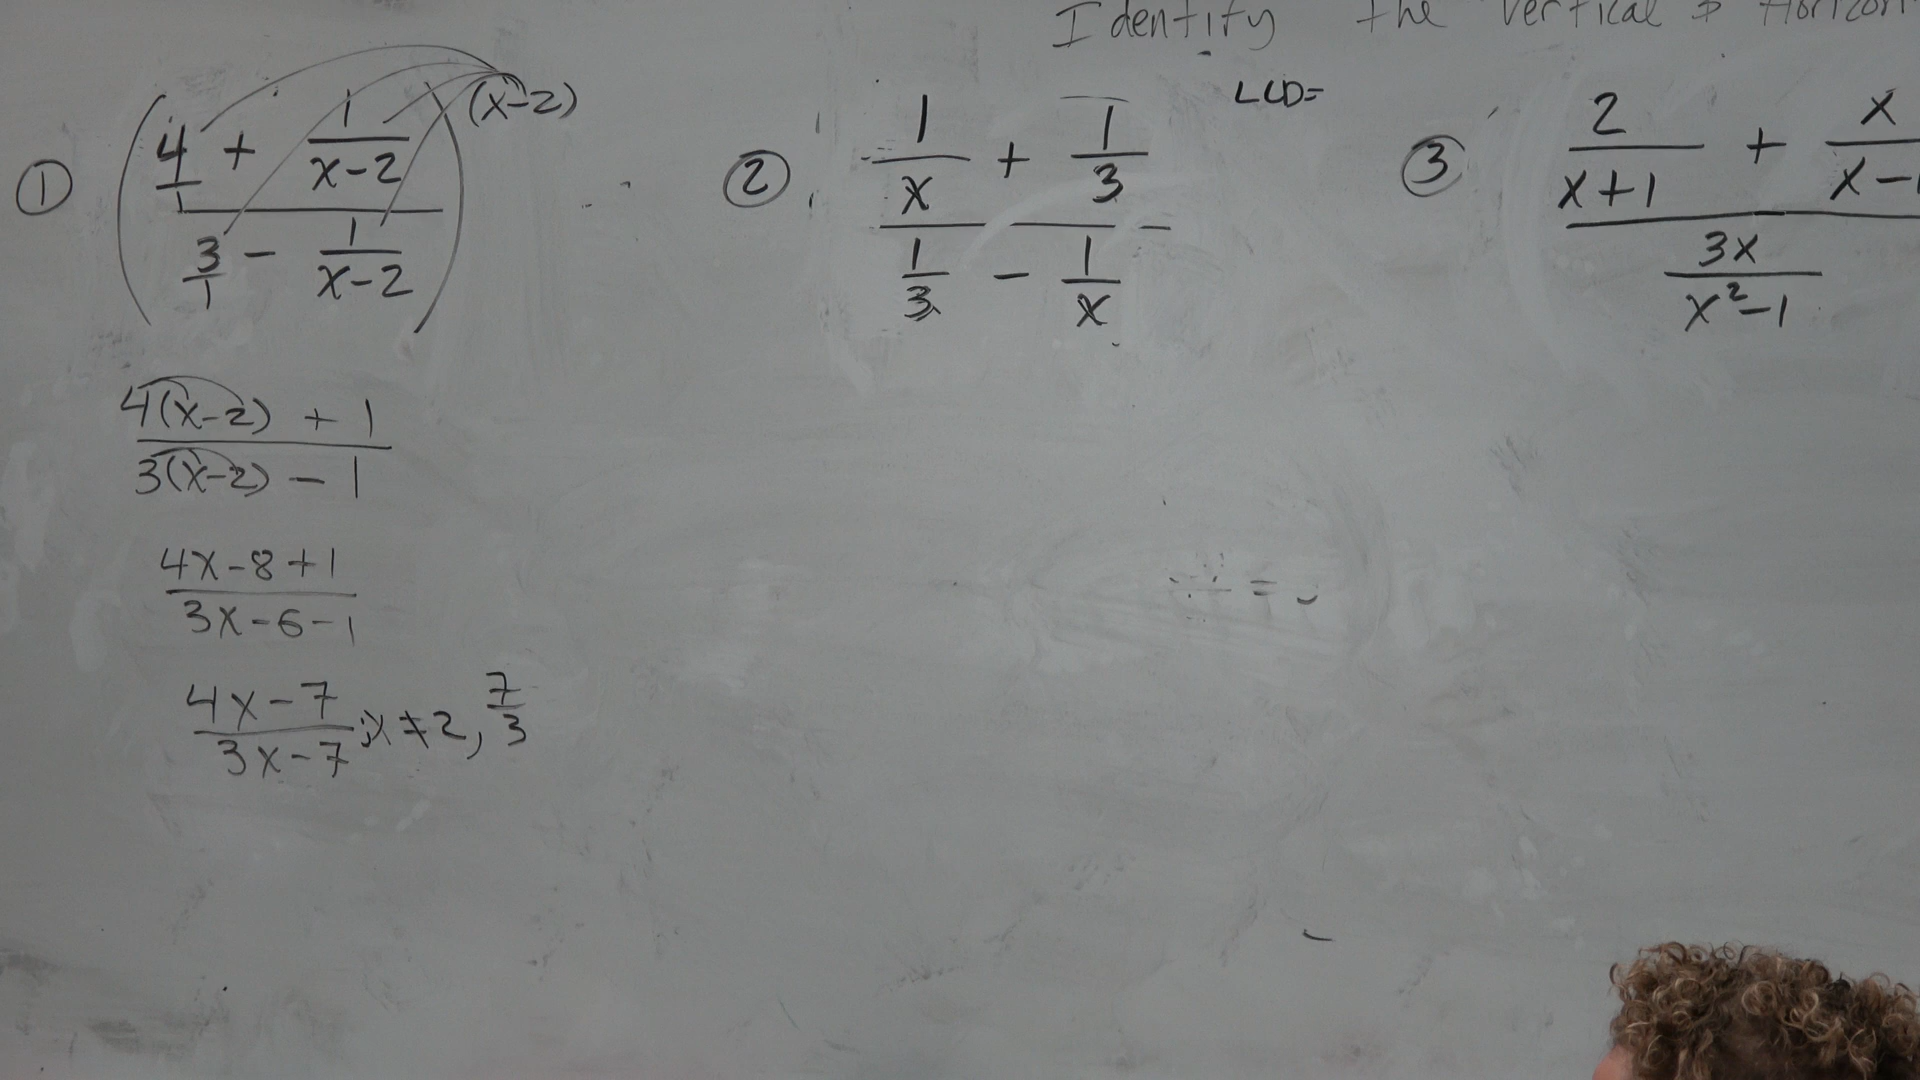 Identify the Vertical &
① (4/1 + 1/(x-2)) / (3/1 - 1/(x-2)) (x-2)
(4(x-2) + 1) / (3(x-2) - 1)
(4x-8+1) / (3x-6-1)
(4x-7) / (3x-7) ; x≠2, 7/3
② (1/x + 1/3) / (1/3 - 1/x)
LCD=
③ (2/(x+1) + x/(x-1)) / (3x/(x²-1))